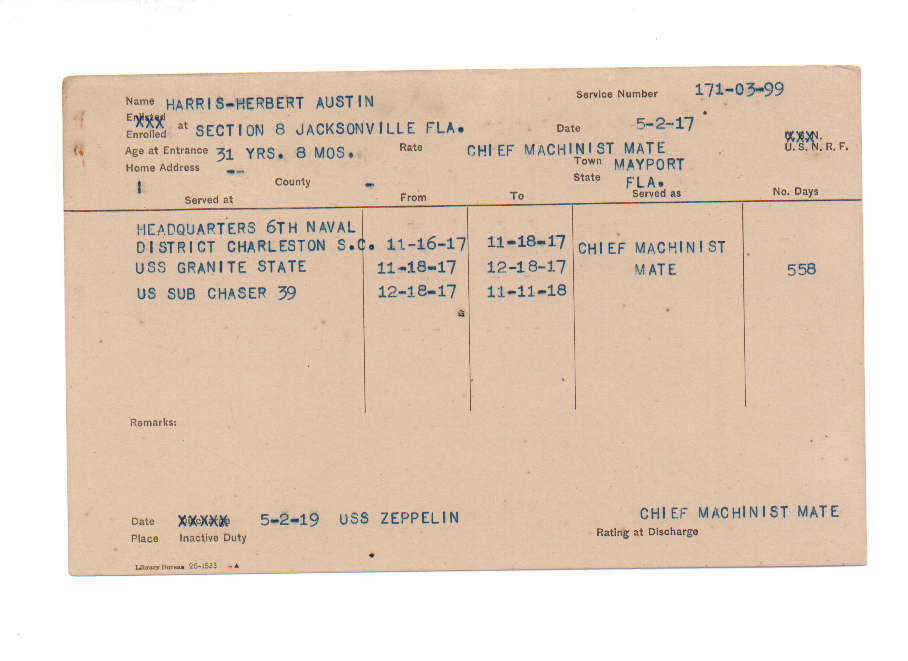 Name HARRIS-HERBERT AUSTIN Service Number 171-03-99
Enlisted
Enrolled at SECTION 8 JACKSONVILLE FLA. Date 5-2-17
Age at Entrance 31 YRS. 8 MOS. Rate CHIEF MACHINIST MATE U.S.N.R.F.
Home Address -- Town MAYPORT
County - State FLA.
Served at From To Served as No. Days
HEADQUARTERS 6TH NAVAL
DISTRICT CHARLESTON S.C. 11-16-17 11-18-17 CHIEF MACHINIST
USS GRANITE STATE 11-18-17 12-18-17 MATE 558
US SUB CHASER 39 12-18-17 11-11-18
Remarks:
Date XXXXX 5-2-19 USS ZEPPELIN CHIEF MACHINIST MATE
Place Inactive Duty Rating at Discharge
Library Bureau 26-1533